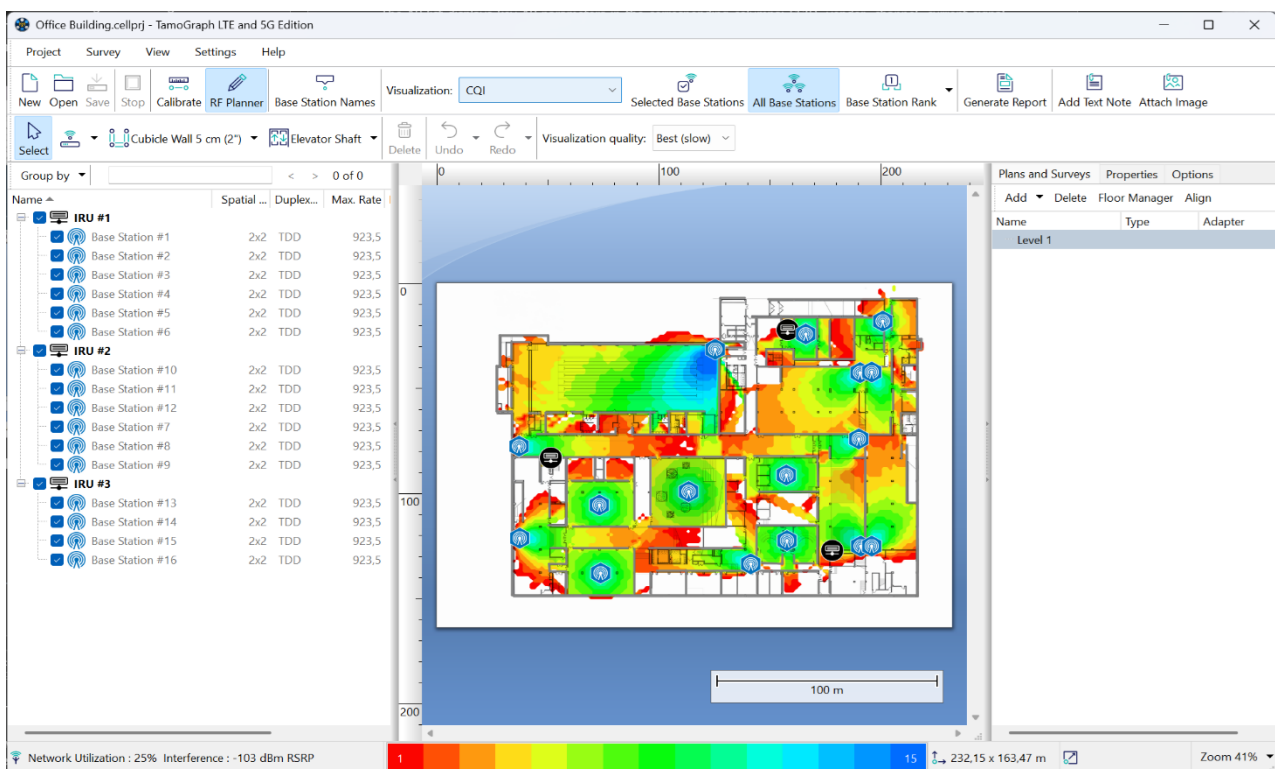 Office Building.cellprj - TamoGraph LTE and 5G Edition
Project Survey View Settings Help
New Open Save Stop Calibrate RF Planner Base Station Names Visualization: CQI Selected Base Stations All Base Stations Base Station Rank Generate Report Add Text Note Attach Image
Select Cubicle Wall 5 cm (2") Elevator Shaft Delete Undo Redo Visualization quality: Best (slow)
Group by < > 0 of 0
Name Spatial ... Duplex... Max. Rate
IRU #1
Base Station #1 2x2 TDD 923,5
Base Station #2 2x2 TDD 923,5
Base Station #3 2x2 TDD 923,5
Base Station #4 2x2 TDD 923,5
Base Station #5 2x2 TDD 923,5
Base Station #6 2x2 TDD 923,5
IRU #2
Base Station #10 2x2 TDD 923,5
Base Station #11 2x2 TDD 923,5
Base Station #12 2x2 TDD 923,5
Base Station #7 2x2 TDD 923,5
Base Station #8 2x2 TDD 923,5
Base Station #9 2x2 TDD 923,5
IRU #3
Base Station #13 2x2 TDD 923,5
Base Station #14 2x2 TDD 923,5
Base Station #15 2x2 TDD 923,5
Base Station #16 2x2 TDD 923,5
0 100 200
0
100
200
100 m
Plans and Surveys Properties Options
Add Delete Floor Manager Align
Name Type Adapter
Level 1
Network Utilization : 25% Interference : -103 dBm RSRP 1 15 232,15 x 163,47 m Zoom 41%